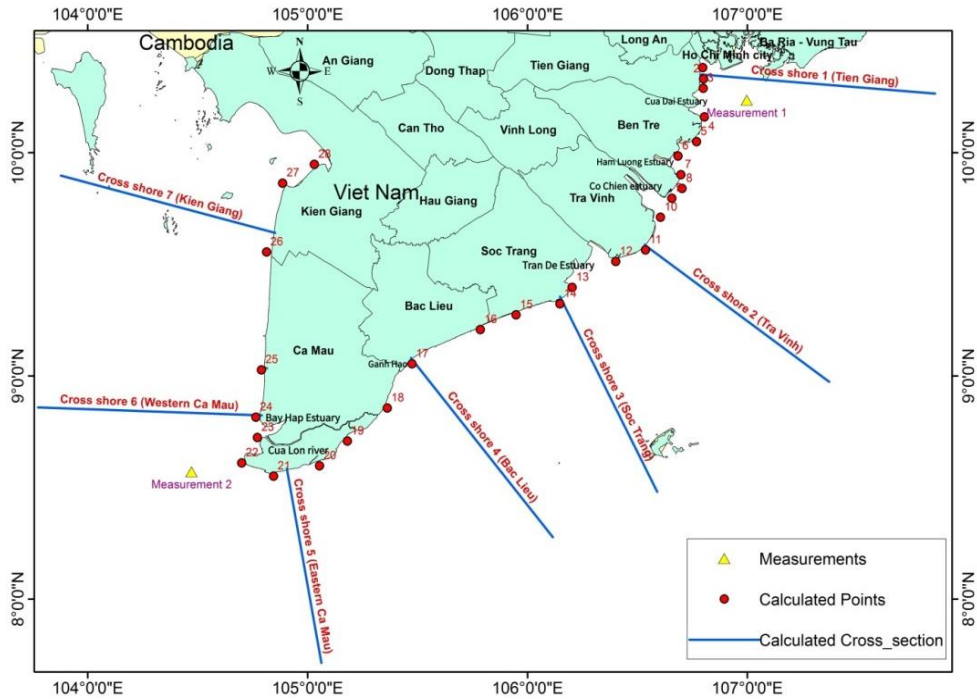 104°0'0"E 105°0'0"E 106°0'0"E 107°0'0"E
Cambodia
N
W E
S
An Giang
Dong Thap
Long An
Tien Giang
Ho Chi Minh city
Ba Ria - Vung Tau
2
3
Cross shore 1 (Tien Giang)
Cua Dai Estuary
Measurement 1
4
Can Tho
Vinh Long
Ben Tre
5
6
10°0'0"N
10°0'0"N
28
27
Ham Luong Estuary
7
Viet Nam
Co Chien estuary
8
Cross shore 7 (Kien Giang)
Kien Giang
Hau Giang
Tra Vinh
10
26
Soc Trang
11
12
Tran De Estuary
13
14
Cross shore 2 (Tra Vinh)
Bac Lieu
15
16
Ca Mau
17
Ganh Hao
25
9°0'0"N
9°0'0"N
18
Cross shore 3 (Soc Trang)
Cross shore 6 (Western Ca Mau)
24
Bay Hap Estuary
23
Cross shore 4 (Bac Lieu)
19
Cua Lon river
22
20
21
Measurement 2
Cross shore 5 (Eastern Ca Mau)
Measurements
Calculated Points
Calculated Cross_section
8°0'0"N
8°0'0"N
104°0'0"E 105°0'0"E 106°0'0"E 107°0'0"E